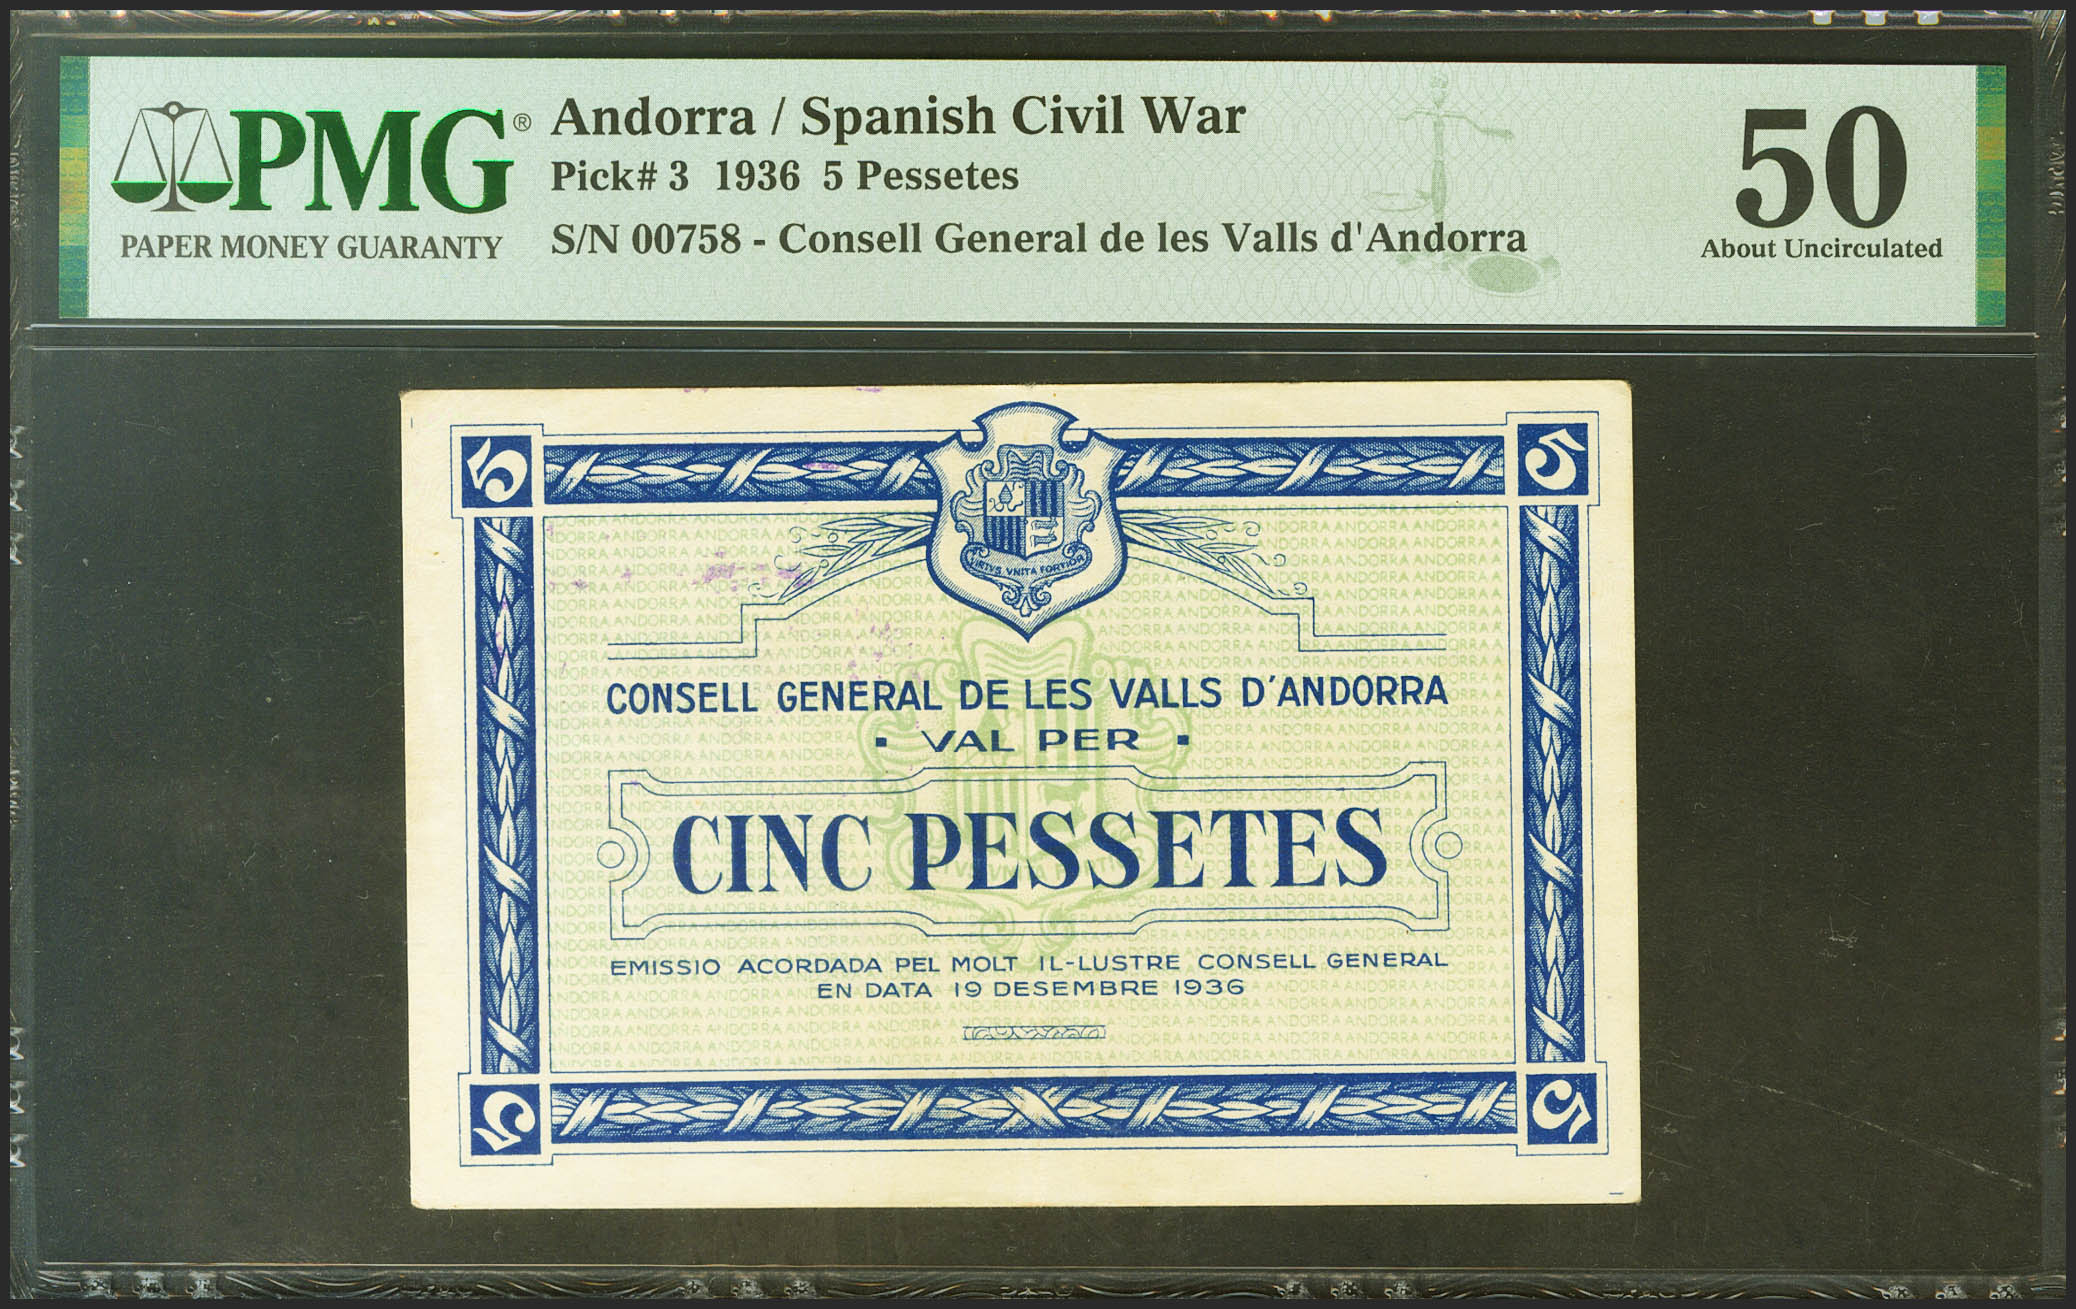 PMG®
PAPER MONEY GUARANTY
Andorra / Spanish Civil War
Pick# 3 1936 5 Pessetes
S/N 00758 - Consell General de les Valls d'Andorra
50
About Uncirculated
5
5
VIRTVS VNITA FORTIOR
CONSELL GENERAL DE LES VALLS D'ANDORRA
▪ VAL PER ▪
CINC PESSETES
EMISSIO ACORDADA PEL MOLT IL-LUSTRE CONSELL GENERAL
EN DATA 19 DESEMBRE 1936
5
5